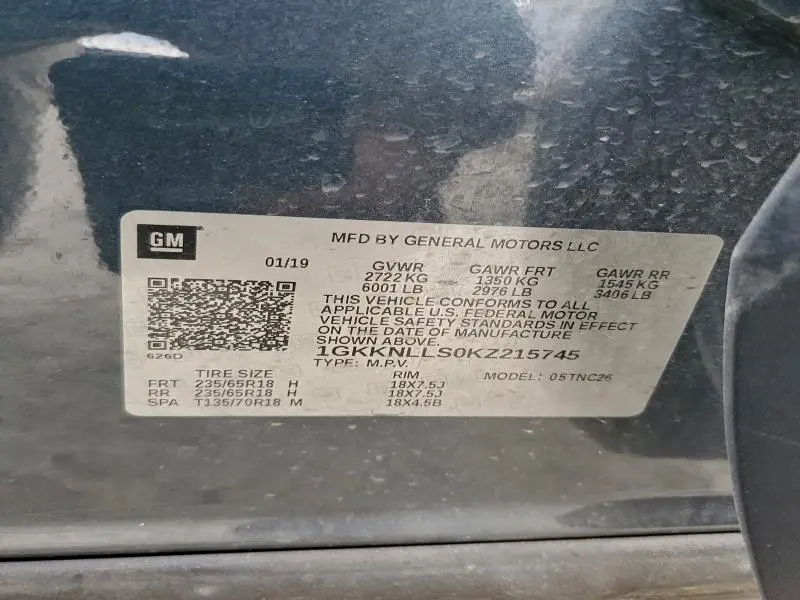 GM
MFD BY GENERAL MOTORS LLC
01/19 GVWR GAWR FRT GAWR RR
2722 KG 1350 KG 1545 KG
6001 LB 2976 LB 3406 LB
THIS VEHICLE CONFORMS TO ALL
APPLICABLE U.S. FEDERAL MOTOR
VEHICLE SAFETY STANDARDS IN EFFECT
ON THE DATE OF MANUFACTURE
SHOWN ABOVE.
626D
1GKKNLLS0KZ215745
TYPE: M.P.V. MODEL: 05TNC26
TIRE SIZE RIM
FRT 235/65R18 H 18X7.5J
RR 235/65R18 H 18X7.5J
SPA T135/70R18 M 18X4.5B